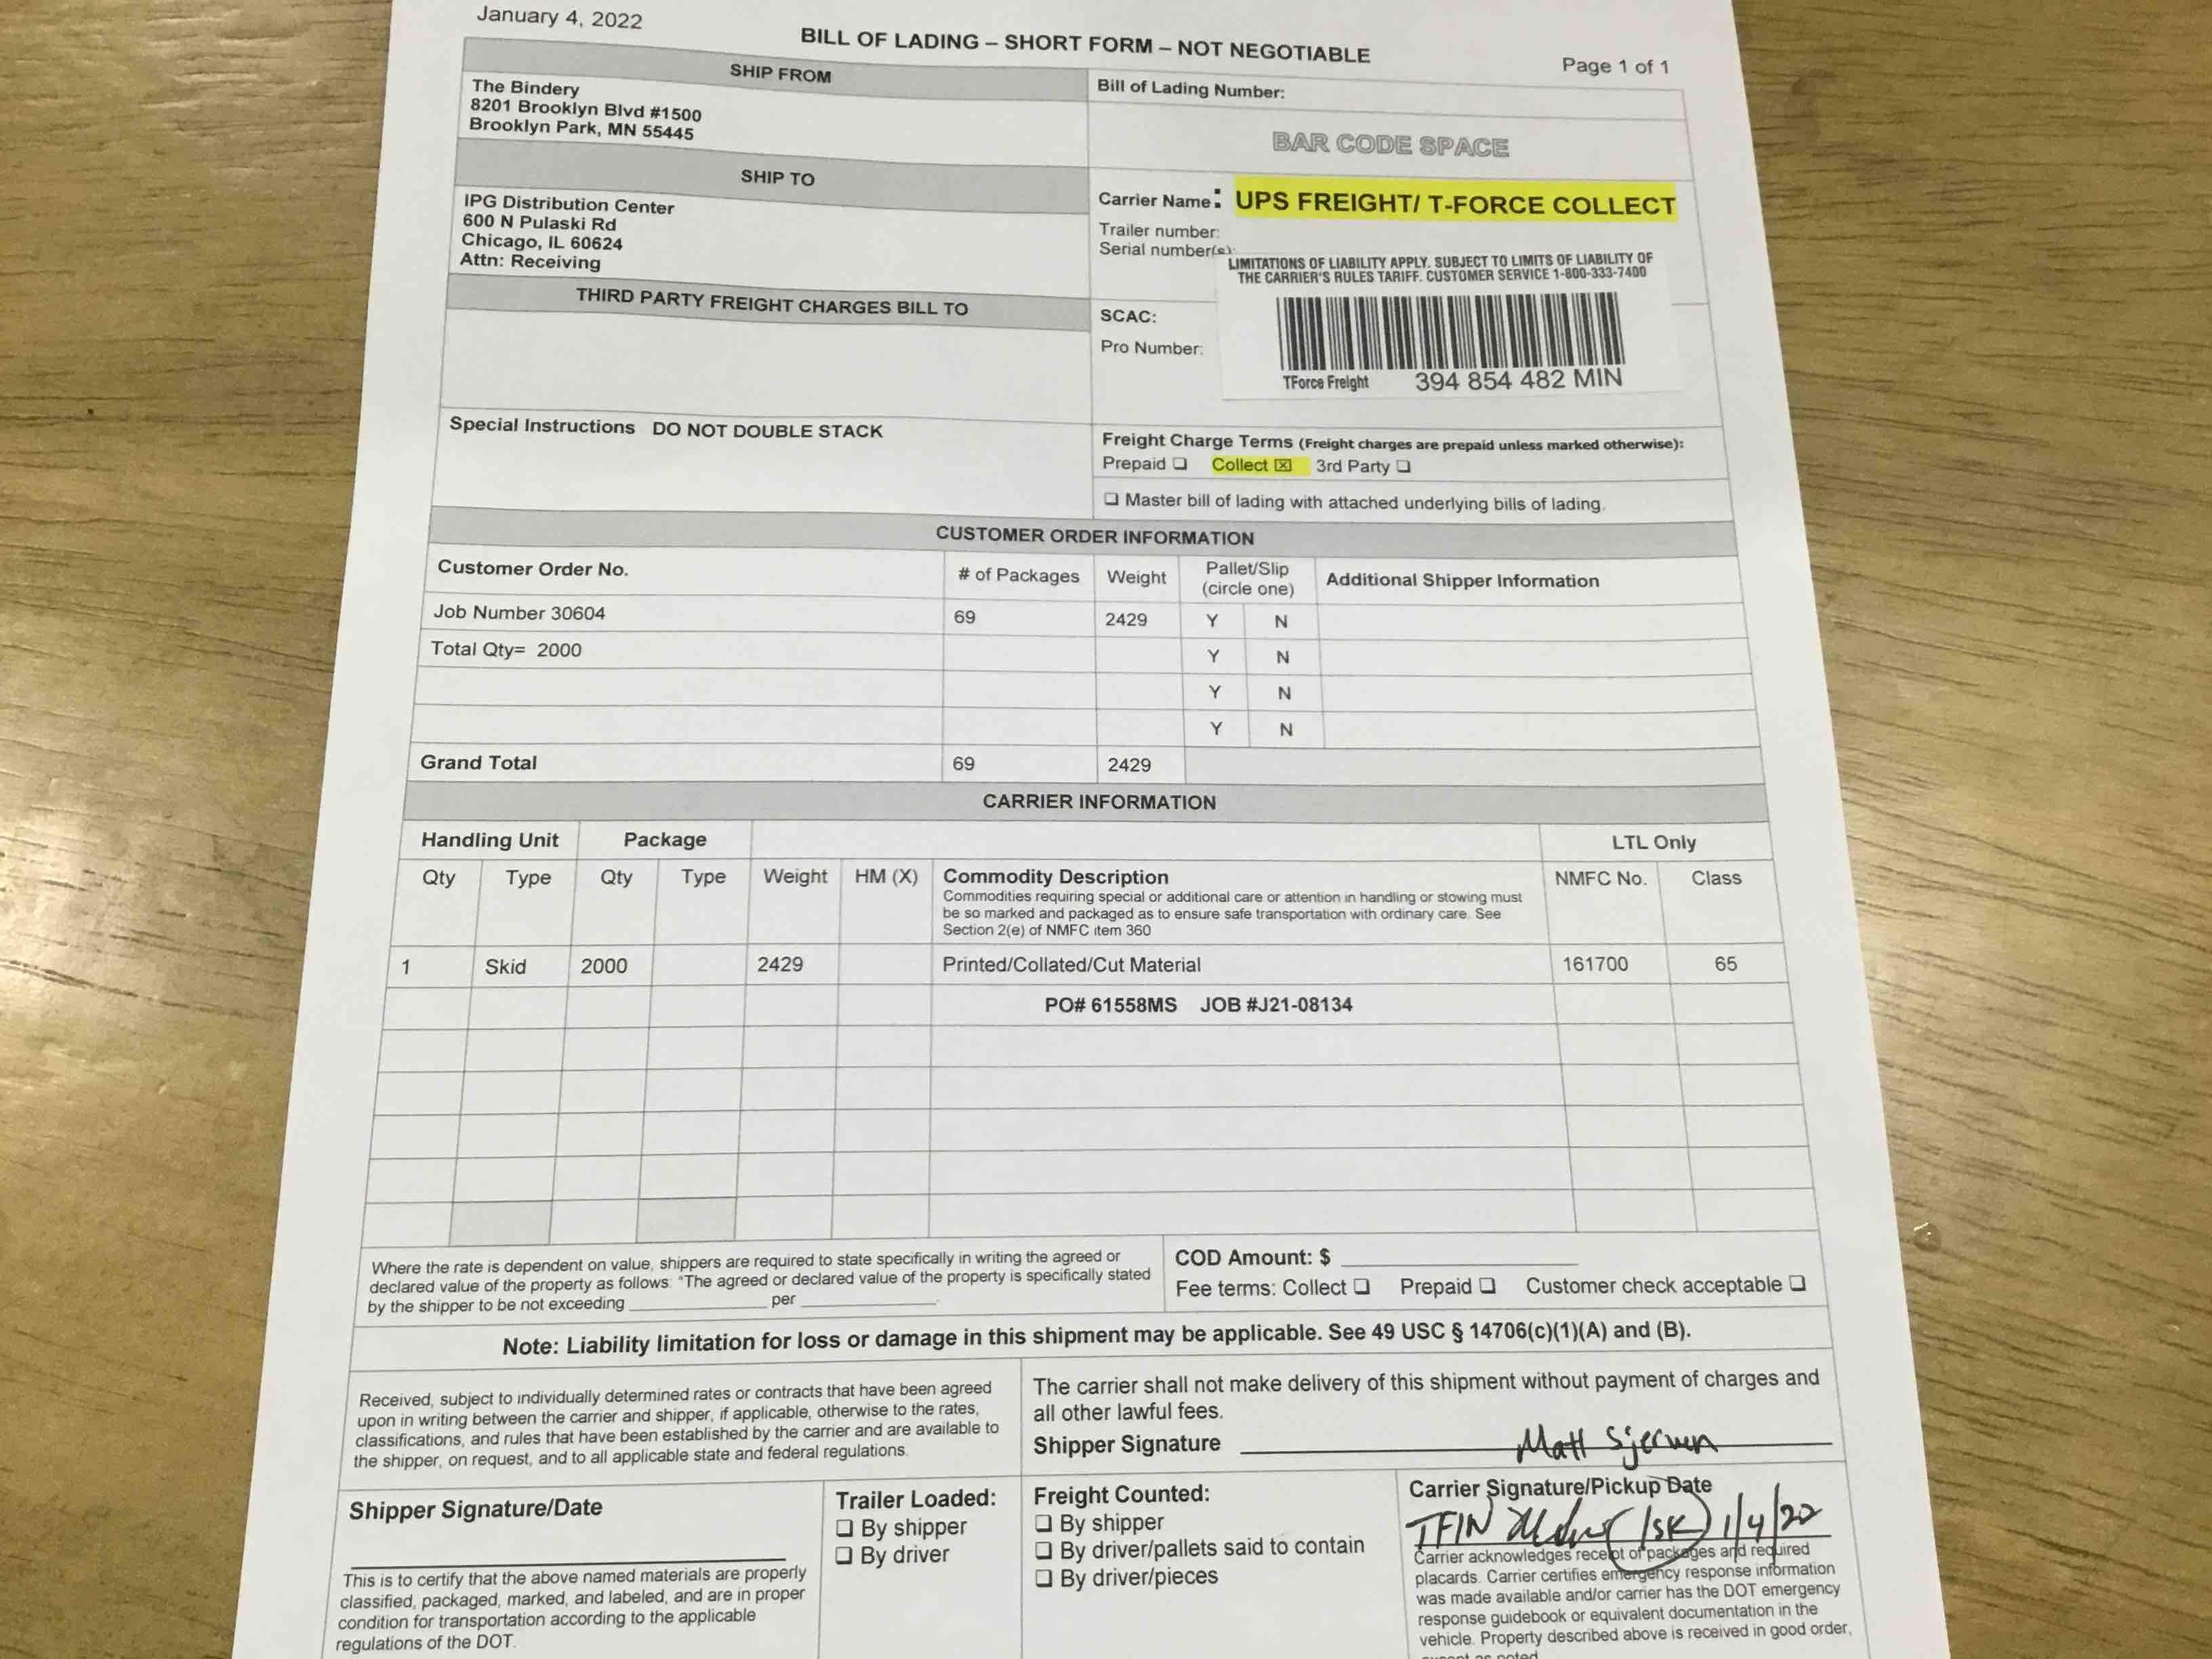 January 4, 2022
BILL OF LADING – SHORT FORM – NOT NEGOTIABLE
Page 1 of 1
SHIP FROM
The Bindery
8201 Brooklyn Blvd #1500
Brooklyn Park, MN 55445
Bill of Lading Number:
BAR CODE SPACE
SHIP TO
IPG Distribution Center
600 N Pulaski Rd
Chicago, IL 60624
Attn: Receiving
Carrier Name: UPS FREIGHT/ T-FORCE COLLECT
Trailer number:
Serial number(s):
LIMITATIONS OF LIABILITY APPLY. SUBJECT TO LIMITS OF LIABILITY OF
THE CARRIER'S RULES TARIFF. CUSTOMER SERVICE 1-800-333-7400
THIRD PARTY FREIGHT CHARGES BILL TO
SCAC:
Pro Number:
TForce Freight 394 854 482 MIN
Special Instructions DO NOT DOUBLE STACK
Freight Charge Terms (Freight charges are prepaid unless marked otherwise):
Prepaid ❑ Collect ☒ 3rd Party ❑
❑ Master bill of lading with attached underlying bills of lading.
CUSTOMER ORDER INFORMATION
Customer Order No. # of Packages Weight Pallet/Slip (circle one) Additional Shipper Information
Job Number 30604 69 2429 Y N
Total Qty= 2000 Y N
Y N
Y N
Grand Total 69 2429
CARRIER INFORMATION
Handling Unit Package LTL Only
Qty Type Qty Type Weight HM (X) Commodity Description NMFC No. Class
Commodities requiring special or additional care or attention in handling or stowing must
be so marked and packaged as to ensure safe transportation with ordinary care. See
Section 2(e) of NMFC item 360
1 Skid 2000 2429 Printed/Collated/Cut Material 161700 65
PO# 61558MS JOB #J21-08134
Where the rate is dependent on value, shippers are required to state specifically in writing the agreed or
declared value of the property as follows: "The agreed or declared value of the property is specifically stated
by the shipper to be not exceeding ______ per ______.
COD Amount: $ ______
Fee terms: Collect ❑ Prepaid ❑ Customer check acceptable ❑
Note: Liability limitation for loss or damage in this shipment may be applicable. See 49 USC § 14706(c)(1)(A) and (B).
Received, subject to individually determined rates or contracts that have been agreed
upon in writing between the carrier and shipper, if applicable, otherwise to the rates,
classifications, and rules that have been established by the carrier and are available to
the shipper, on request, and to all applicable state and federal regulations.
The carrier shall not make delivery of this shipment without payment of charges and
all other lawful fees.
Shipper Signature Matt Sjerven
Shipper Signature/Date
This is to certify that the above named materials are properly
classified, packaged, marked, and labeled, and are in proper
condition for transportation according to the applicable
regulations of the DOT.
Trailer Loaded:
❑ By shipper
❑ By driver
Freight Counted:
❑ By shipper
❑ By driver/pallets said to contain
❑ By driver/pieces
Carrier Signature/Pickup Date
TFIN (1SK) 1/4/22
Carrier acknowledges receipt of packages and required
placards. Carrier certifies emergency response information
was made available and/or carrier has the DOT emergency
response guidebook or equivalent documentation in the
vehicle. Property described above is received in good order,
except as noted.